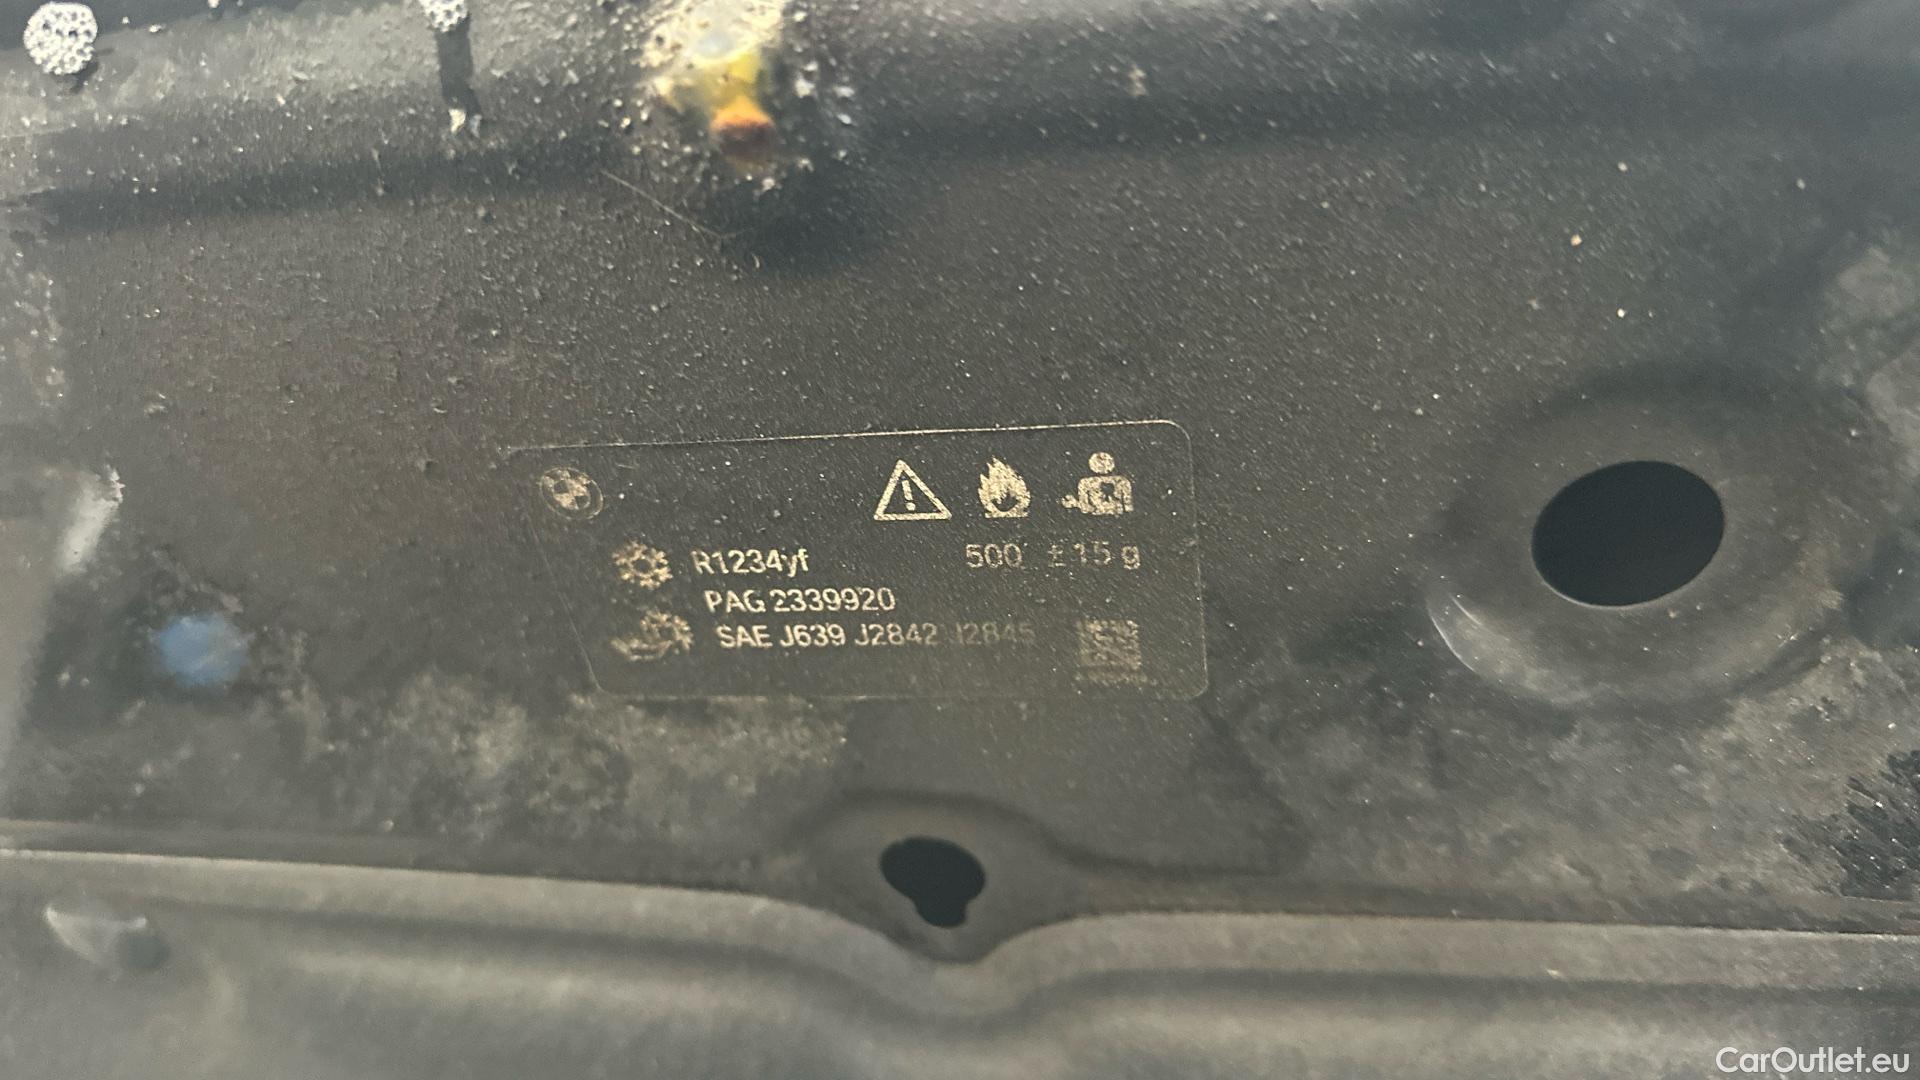 R1234yf 500 ± 15 g
PAG 2339920
SAE J639 J2842 J2845
CarOutlet.eu